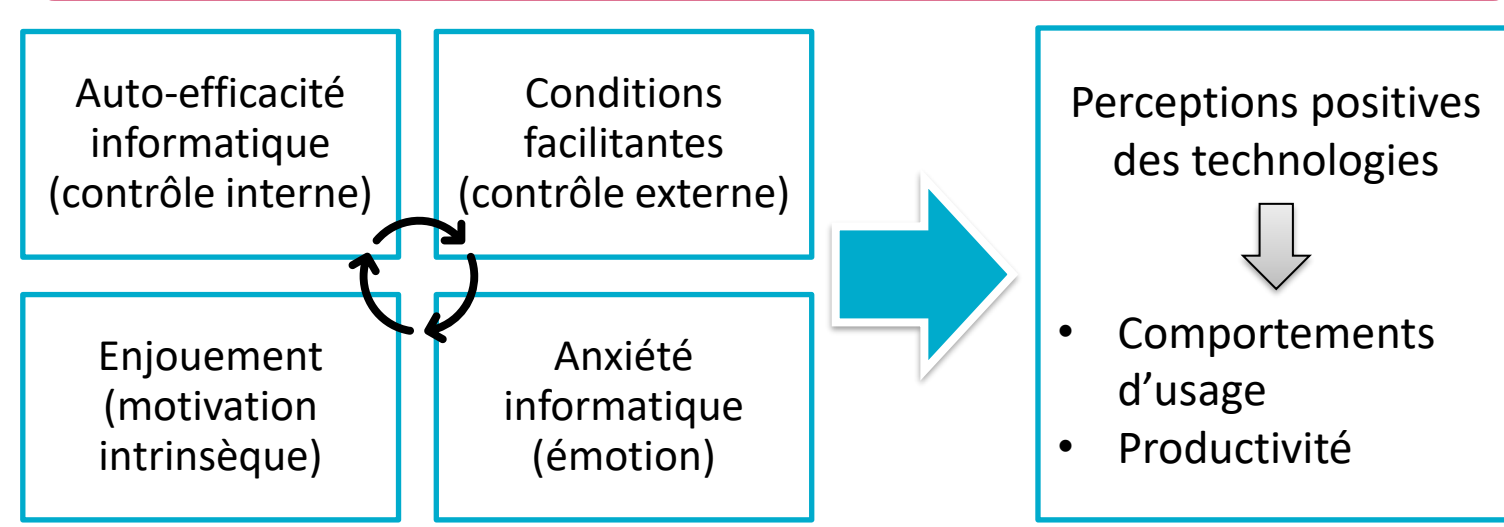 Auto-efficacité
informatique
(contrôle interne)
Conditions
facilitantes
(contrôle externe)
Enjouement
(motivation
intrinsèque)
Anxiété
informatique
(émotion)
Perceptions positives
des technologies
• Comportements
d’usage
• Productivité